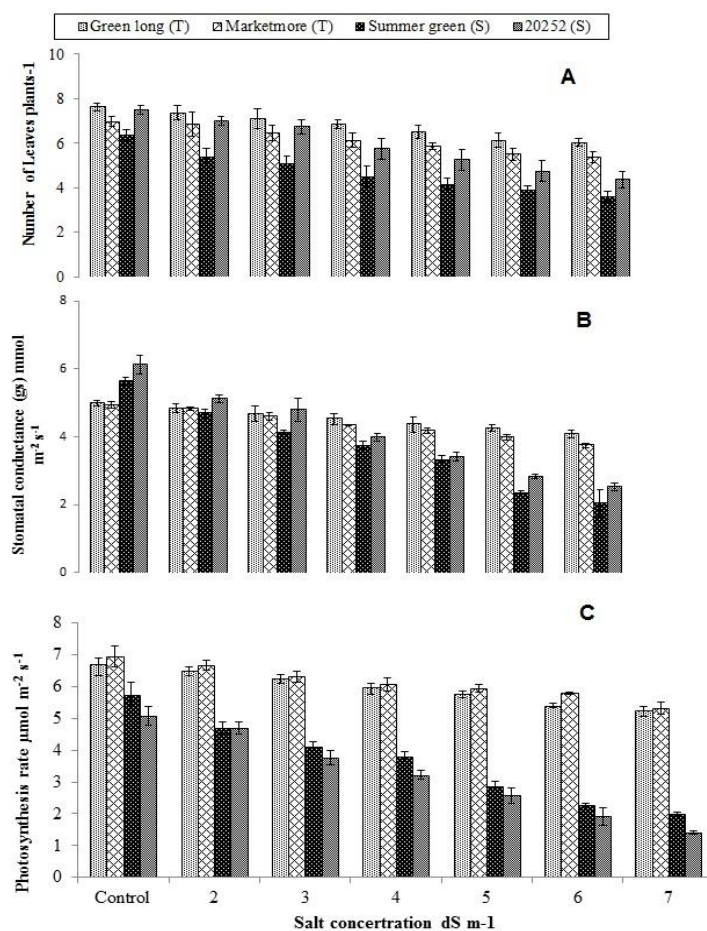 Green long (T) Marketmore (T) Summer green (S) 20252 (S)
A
Number of Leaves plants-1
10
8
6
4
2
0
B
Stomatal conductance (gs) mmol
m-2 s-1
8
6
4
2
0
C
Photosynthesis rate µmol m-2 s-1
8
7
6
5
4
3
2
1
0
Control 2 3 4 5 6 7
Salt concertration dS m-1